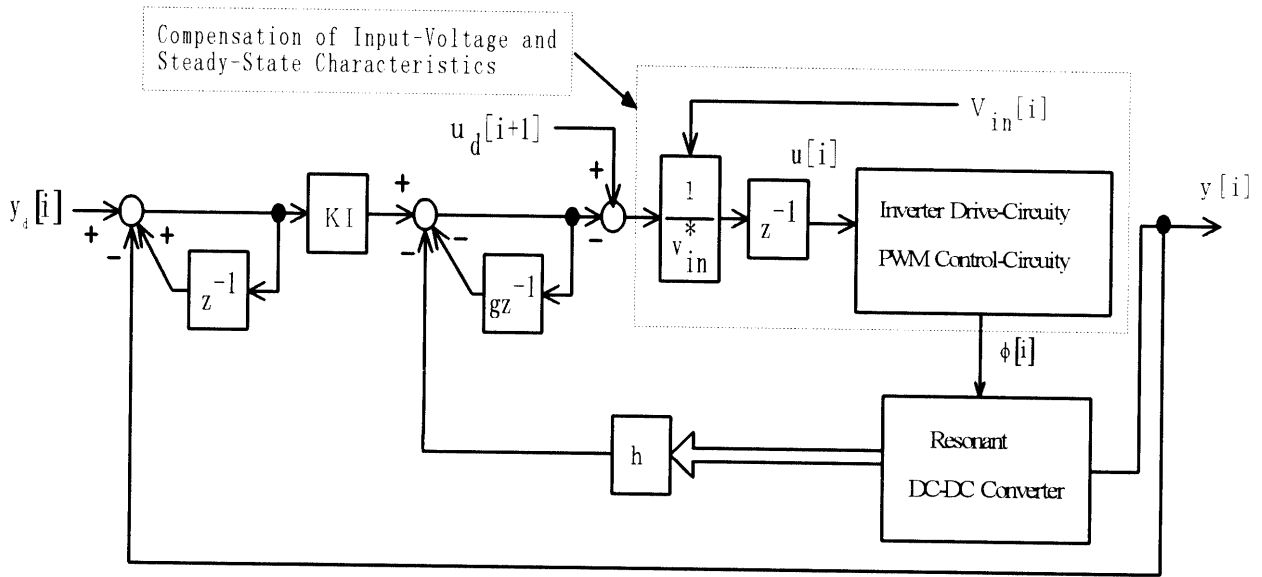 Compensation of Input-Voltage and
Steady-State Characteristics
V_in[i]
u_d[i+1]
u[i]
y_d[i]
y[i]
+
-
+
z^-1
KI
+
-
-
gz^-1
+
-
1
v*_in
z^-1
Inverter Drive-Circuity
PWM Control-Circuity
φ[i]
h
Resonant
DC-DC Converter